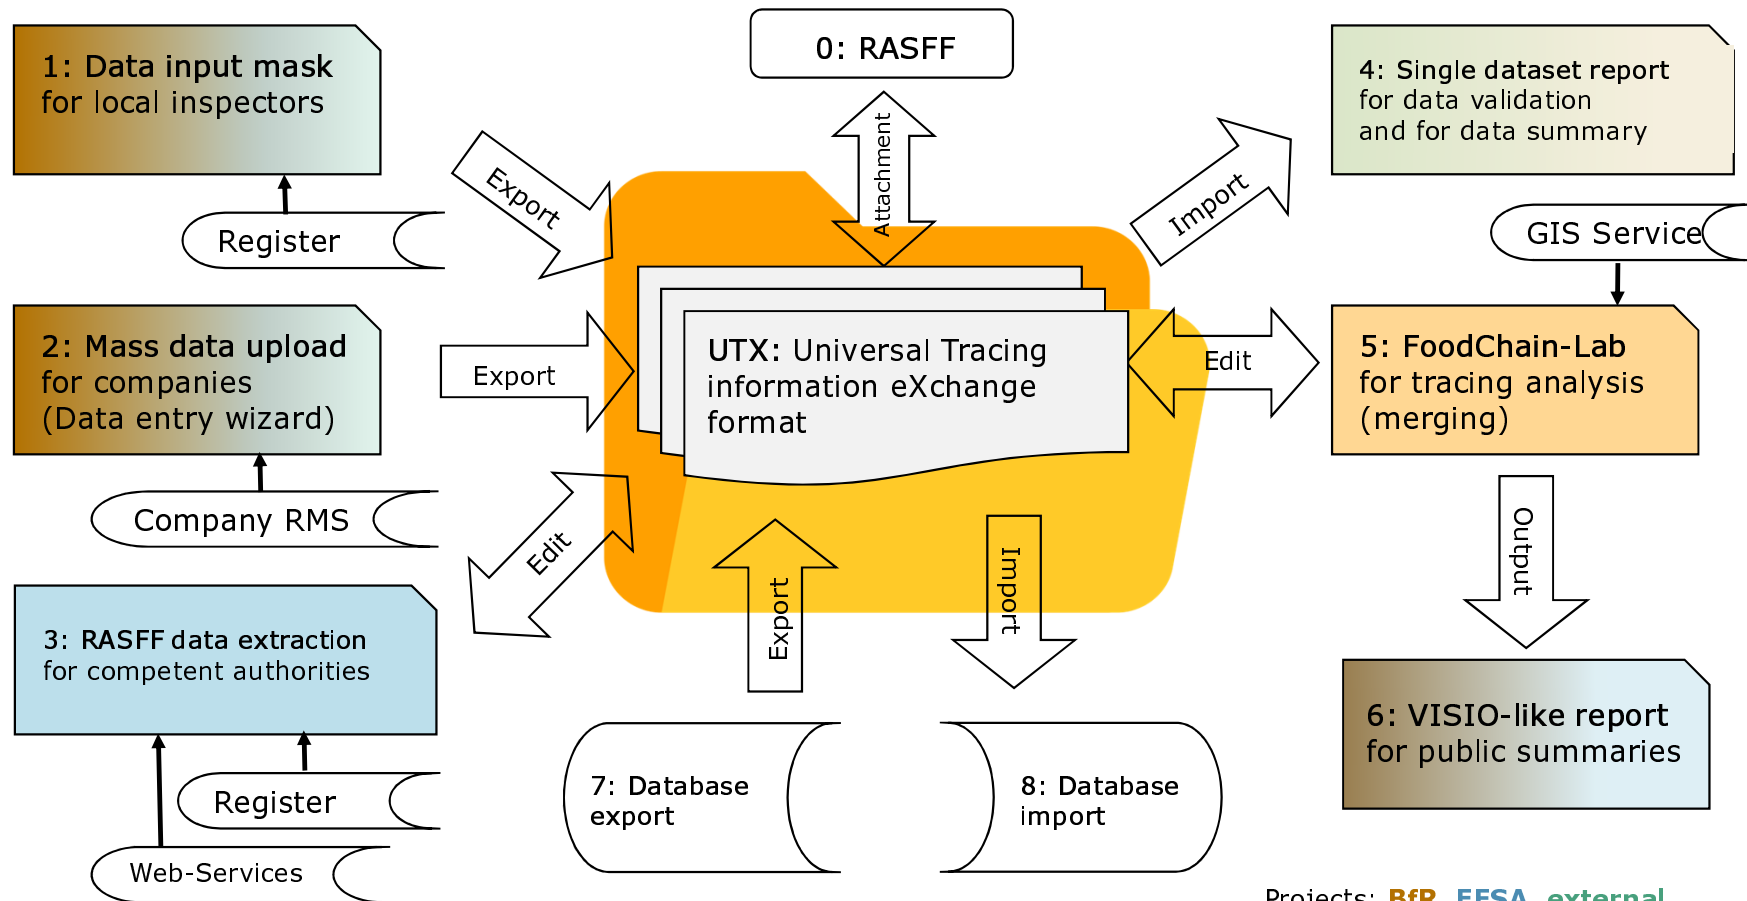 0: RASFF
1: Data input mask
for local inspectors
4: Single dataset report
for data validation
and for data summary
Attachment
Export
Import
Register
GIS Service
2: Mass data upload
for companies
(Data entry wizard)
Export
UTX: Universal Tracing
information eXchange
format
Edit
5: FoodChain-Lab
for tracing analysis
(merging)
Company RMS
Edit
Export
Import
Output
3: RASFF data extraction
for competent authorities
6: VISIO-like report
for public summaries
Register
7: Database
export
8: Database
import
Web-Services
Projects: BfR EFSA external